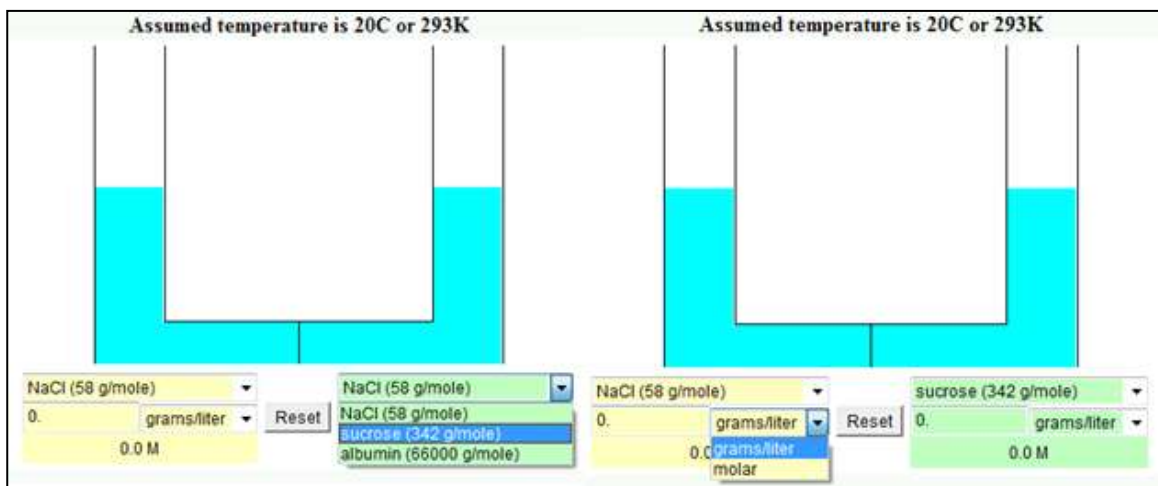 Assumed temperature is 20C or 293K
NaCl (58 g/mole)
NaCl (58 g/mole)
0.
grams/liter
Reset
NaCl (58 g/mole)
sucrose (342 g/mole)
albumin (66000 g/mole)
0.0 M
Assumed temperature is 20C or 293K
NaCl (58 g/mole)
sucrose (342 g/mole)
0.
grams/liter
Reset
0.
grams/liter
grams/liter
molar
0.0 M